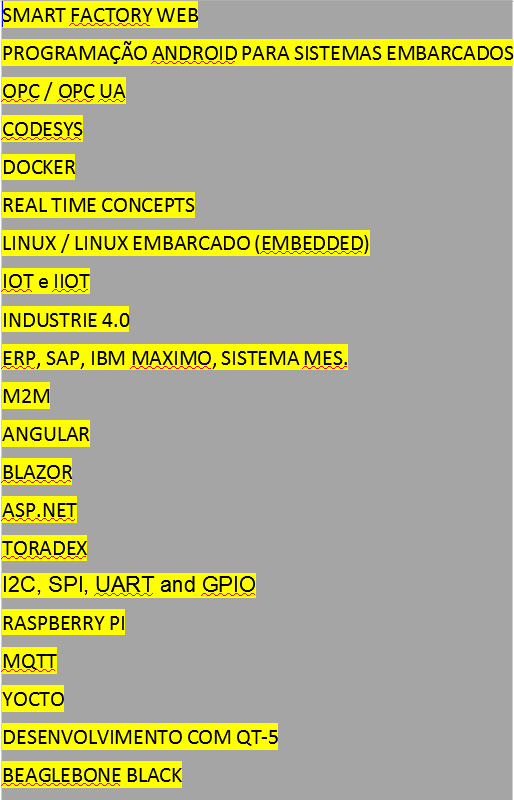 SMART FACTORY WEB
PROGRAMAÇÃO ANDROID PARA SISTEMAS EMBARCADOS
OPC / OPC UA
CODESYS
DOCKER
REAL TIME CONCEPTS
LINUX / LINUX EMBARCADO (EMBEDDED)
IOT e IIOT
INDUSTRIE 4.0
ERP, SAP, IBM MAXIMO, SISTEMA MES.
M2M
ANGULAR
BLAZOR
ASP.NET
TORADEX
I2C, SPI, UART and GPIO
RASPBERRY PI
MQTT
YOCTO
DESENVOLVIMENTO COM QT-5
BEAGLEBONE BLACK